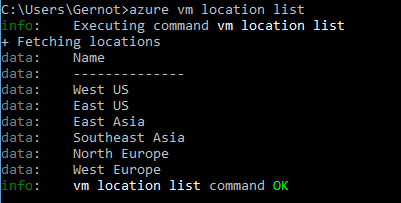 C:\Users\Gernot>azure vm location list
info:    Executing command vm location list
+ Fetching locations
data:    Name
data:    --------------
data:    West US
data:    East US
data:    East Asia
data:    Southeast Asia
data:    North Europe
data:    West Europe
info:    vm location list command OK